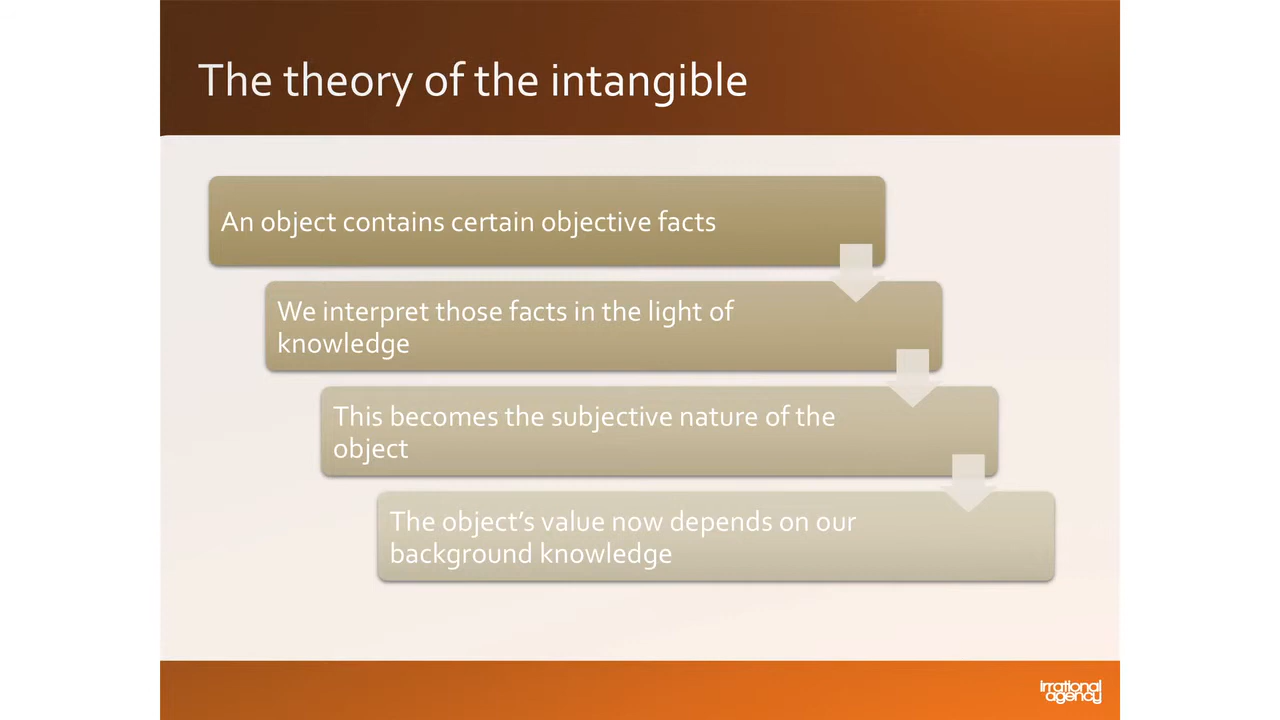 The theory of the intangible
An object contains certain objective facts
We interpret those facts in the light of
knowledge
This becomes the subjective nature of the
object
The object’s value now depends on our
background knowledge
irrational
agency